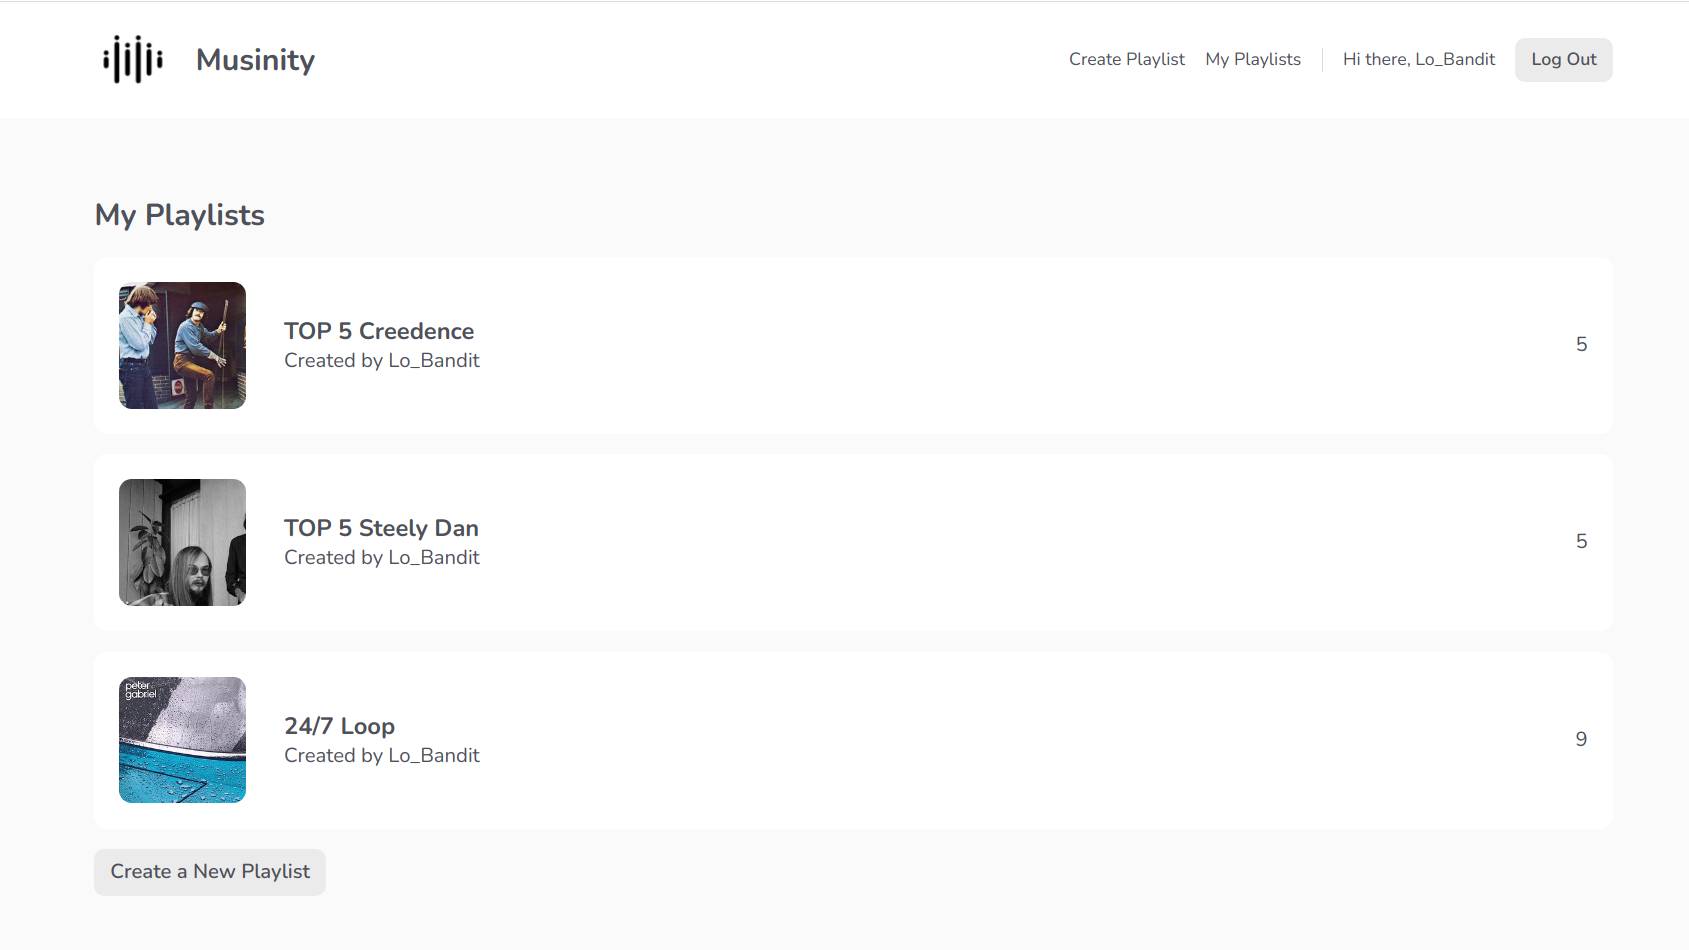 Musinity
Create Playlist My Playlists Hi there, Lo_Bandit Log Out
My Playlists
TOP 5 Creedence
Created by Lo_Bandit
5
TOP 5 Steely Dan
Created by Lo_Bandit
5
peter
gabriel
24/7 Loop
Created by Lo_Bandit
9
Create a New Playlist